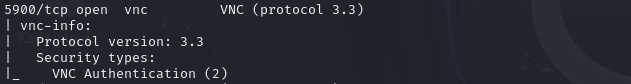 5900/tcp open  vnc         VNC (protocol 3.3)
| vnc-info:
|   Protocol version: 3.3
|   Security types:
|_    VNC Authentication (2)